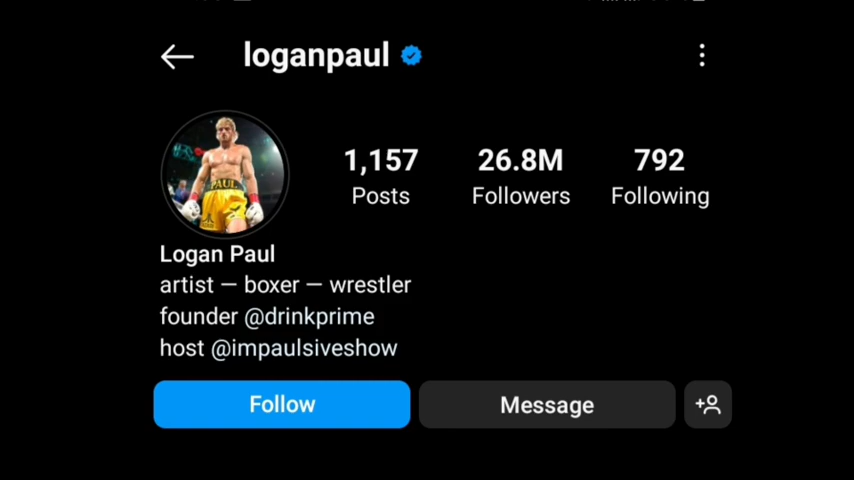 loganpaul
1,157 26.8M 792
Posts Followers Following
PAUL
Logan Paul
artist — boxer — wrestler
founder @drinkprime
host @impaulsiveshow
Follow Message